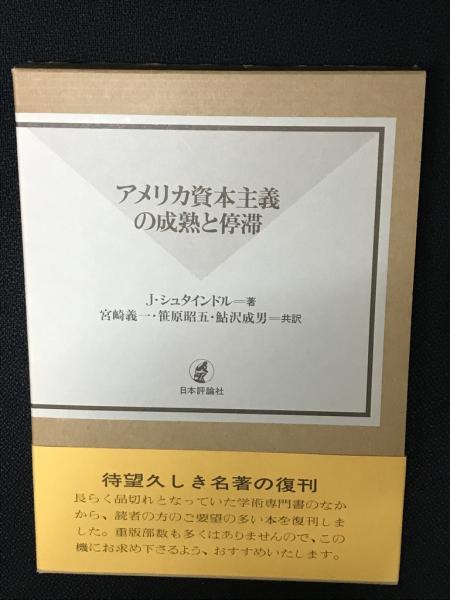 アメリカ資本主義
の成熟と停滞
J・シュタインドル=著
宮崎義一・笹原昭五・鮎沢成男=共訳
日本評論社
待望久しき名著の復刊
長らく品切れとなっていた学術専門書のなか
から、読者の方のご要望の多い本を復刊しま
した。重版部数も多くはありませんので、この
機にお求め下さるよう、おすすめいたします。